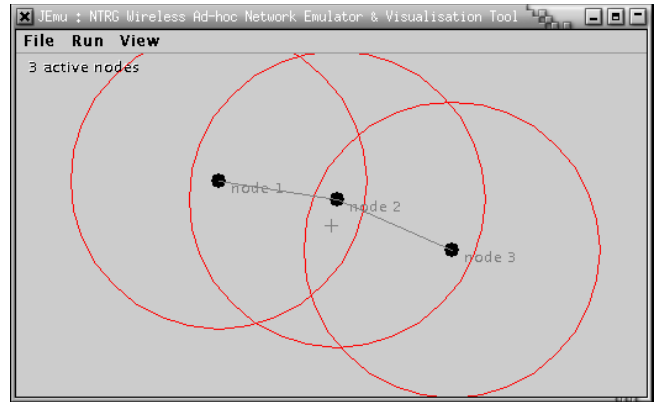 JEmu : NTRG Wireless Ad-hoc Network Emulator & Visualisation Tool
File Run View
3 active nodes
node 1
node 2
node 3